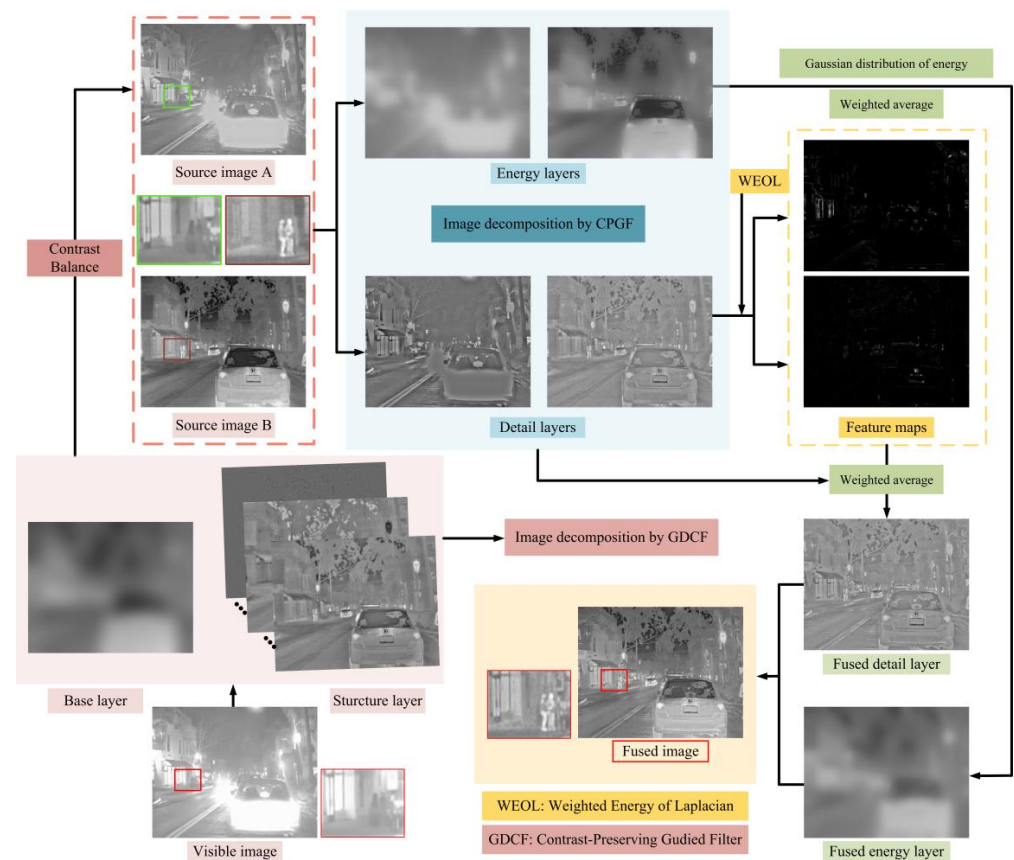 Gaussian distribution of energy
Weighted average
Source image A
Energy layers
WEOL
Image decomposition by CPGF
Contrast
Balance
Source image B
Detail layers
Feature maps
Weighted average
Image decomposition by GDCF
Fused detail layer
Base layer
Sturcture layer
Fused image
WEOL: Weighted Energy of Laplacian
GDCF: Contrast-Preserving Gudied Filter
Visible image
Fused energy layer